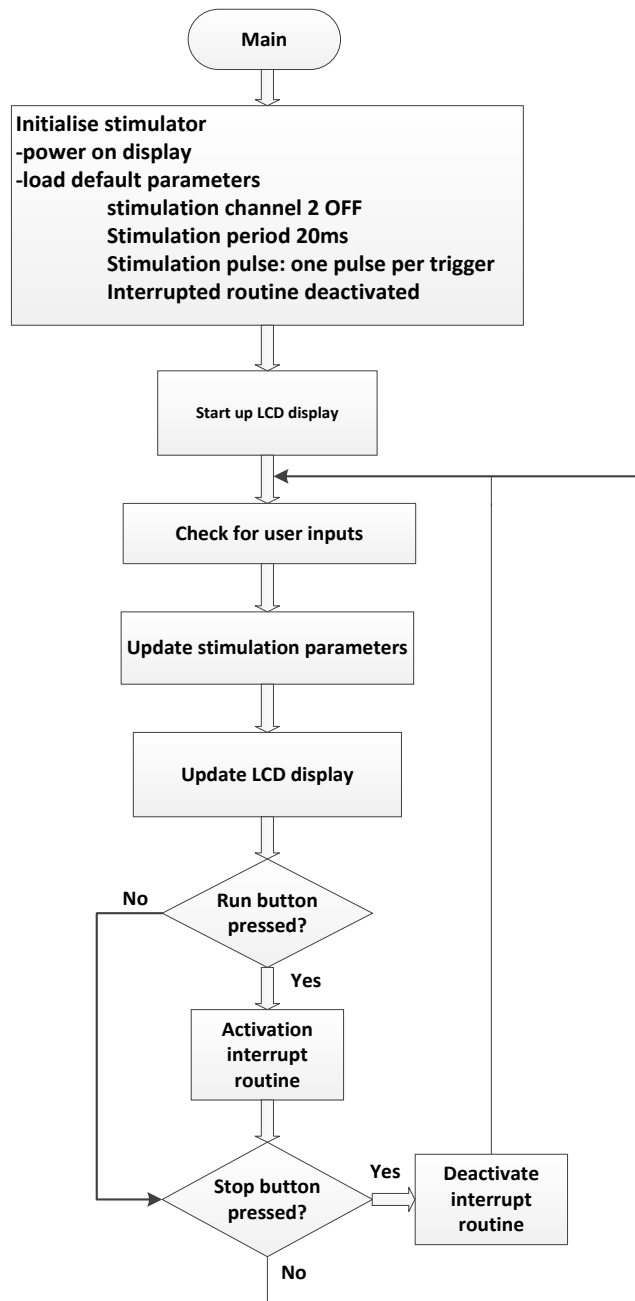 Main
Initialise stimulator
-power on display
-load default parameters
stimulation channel 2 OFF
Stimulation period 20ms
Stimulation pulse: one pulse per trigger
Interrupted routine deactivated
Start up LCD display
Check for user inputs
Update stimulation parameters
Update LCD display
No
Run button
pressed?
Yes
Activation
interrupt
routine
Stop button
pressed?
Yes
Deactivate
interrupt
routine
No